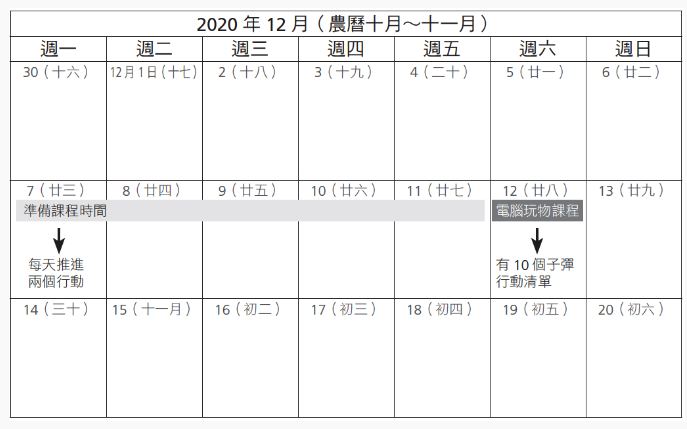 2020 年 12 月（農曆十月～十一月）
週一 週二 週三 週四 週五 週六 週日
30（十六） 12月1日（十七） 2（十八） 3（十九） 4（二十） 5（廿一） 6（廿二）
7（廿三） 8（廿四） 9（廿五） 10（廿六） 11（廿七） 12（廿八） 13（廿九）
準備課程時間 電腦玩物課程
每天推進 有 10 個子彈
兩個行動 行動清單
14（三十） 15（十一月） 16（初二） 17（初三） 18（初四） 19（初五） 20（初六）